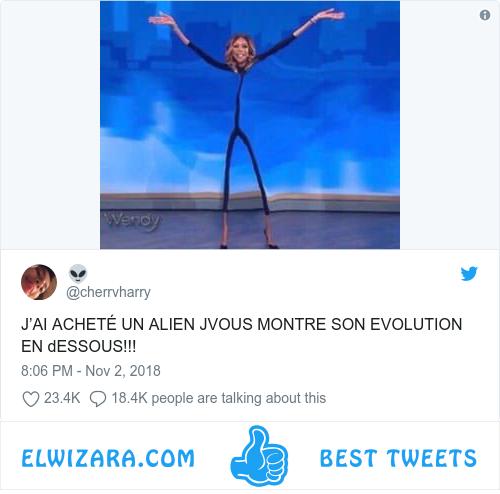 Wendy
@cherrvharry
J'AI ACHETÉ UN ALIEN JVOUS MONTRE SON EVOLUTION
EN dESSOUS!!!
8:06 PM - Nov 2, 2018
23.4K 18.4K people are talking about this
ELWIZARA.COM BEST TWEETS